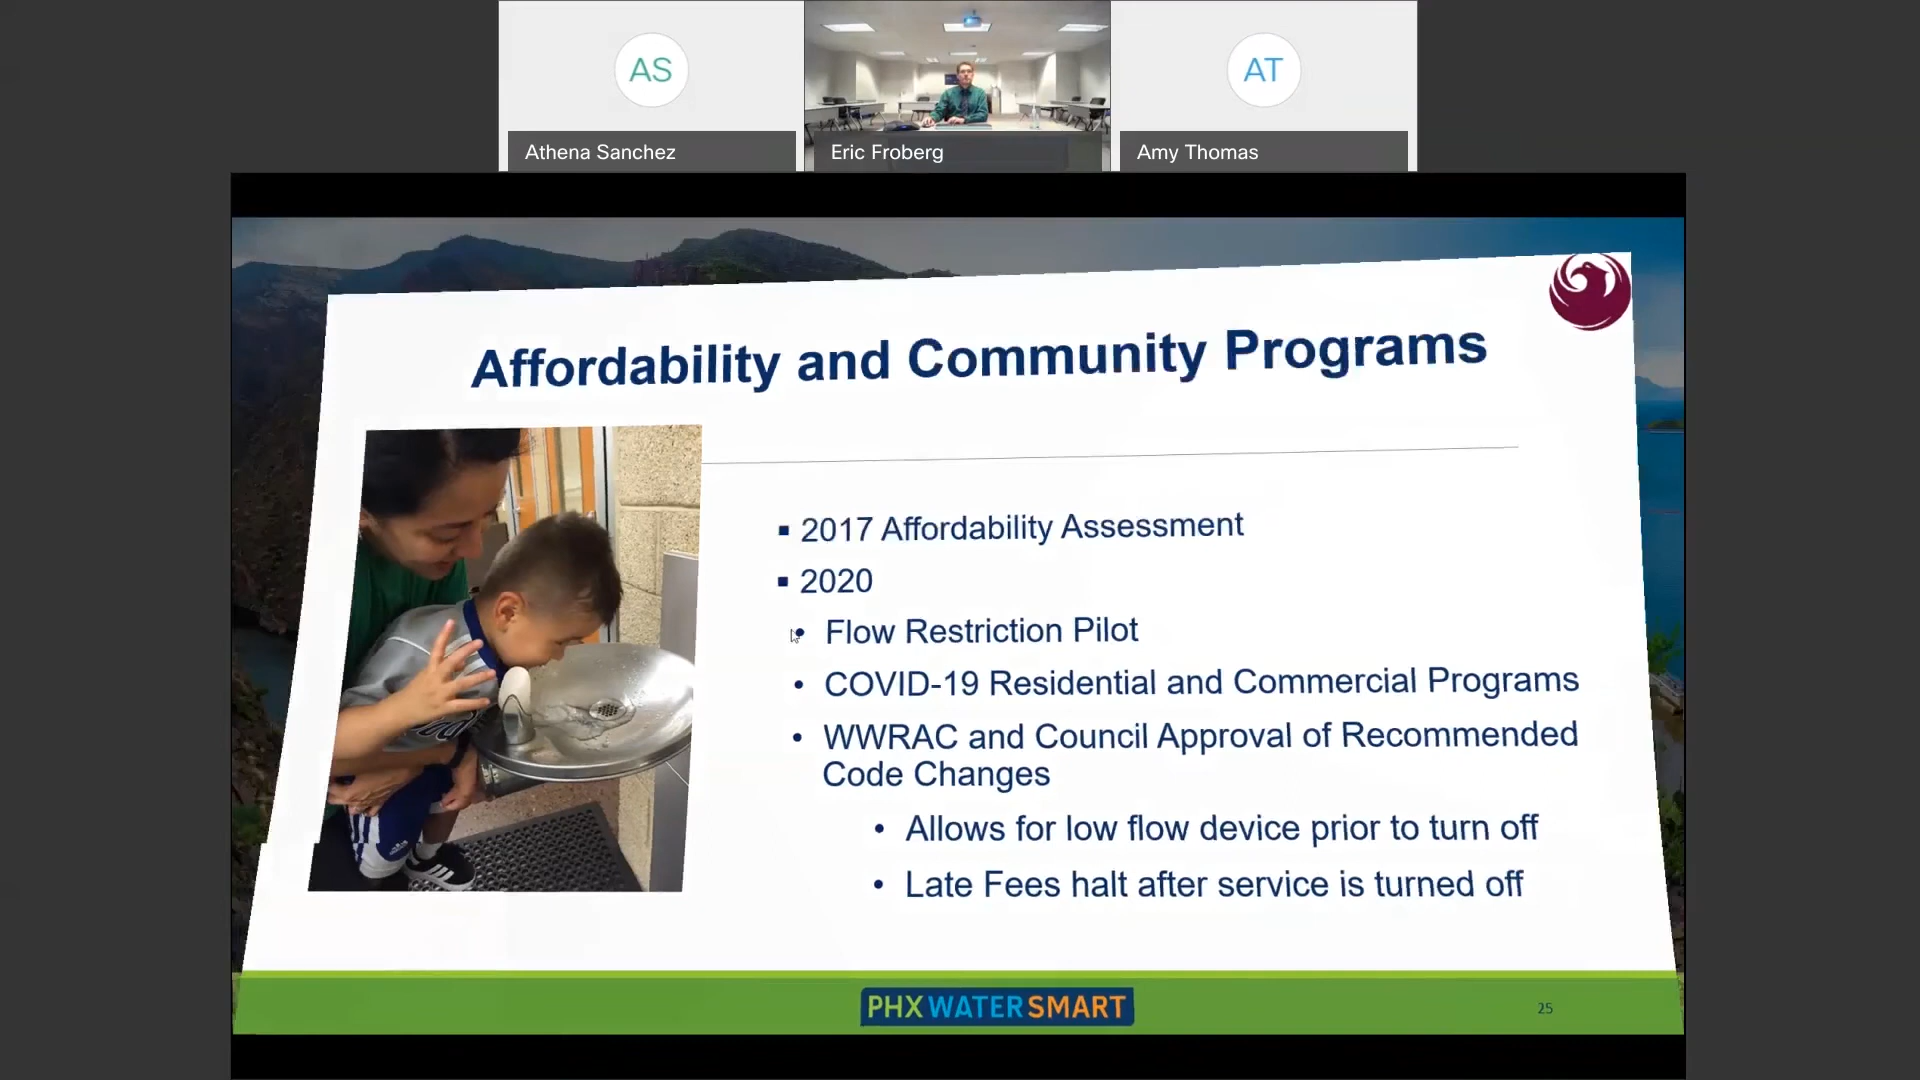 AS
AT
Athena Sanchez
Eric Froberg
Amy Thomas
Affordability and Community Programs
▪ 2017 Affordability Assessment
▪ 2020
• Flow Restriction Pilot
• COVID-19 Residential and Commercial Programs
• WWRAC and Council Approval of Recommended
Code Changes
• Allows for low flow device prior to turn off
• Late Fees halt after service is turned off
PHX WATER SMART
25